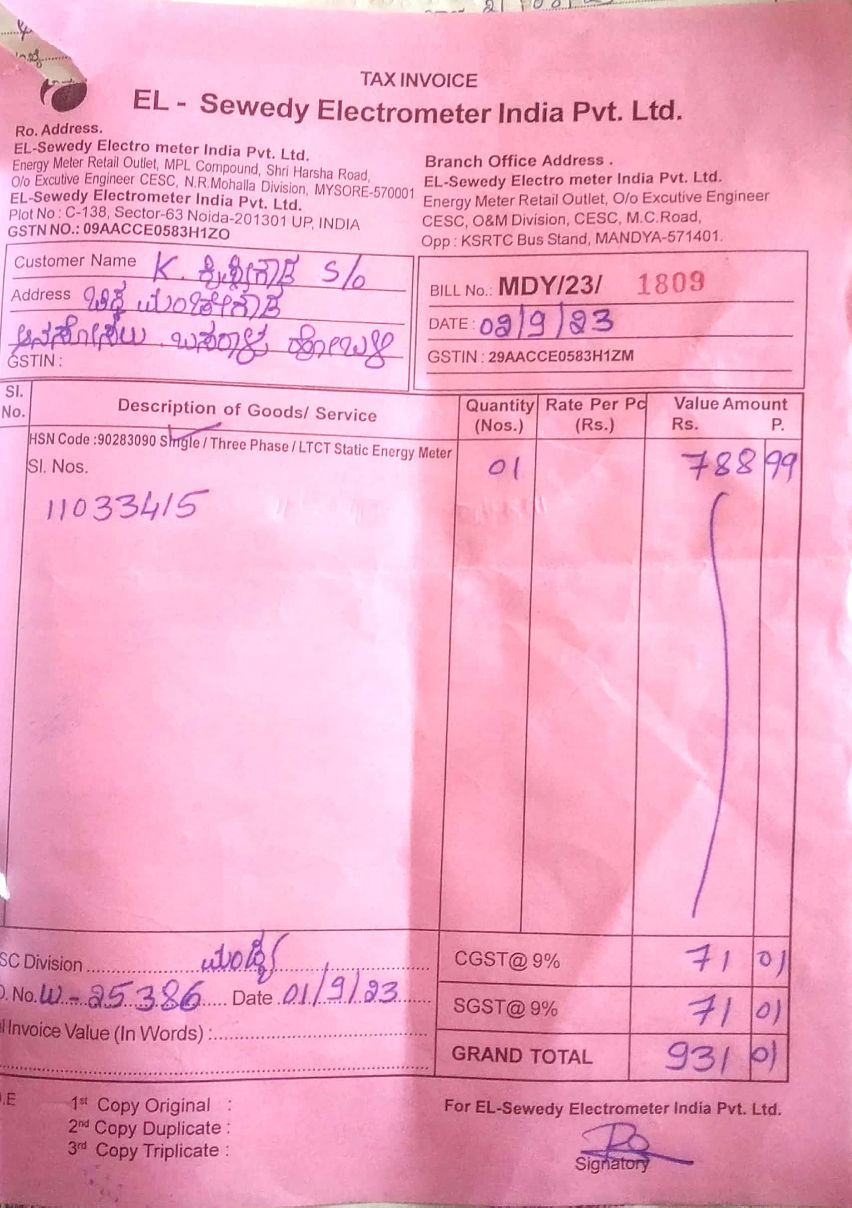 TAX INVOICE
EL - Sewedy Electrometer India Pvt. Ltd.
Ro. Address.
EL-Sewedy Electro meter India Pvt. Ltd.
Energy Meter Retail Outlet, MPL Compound, Shri Harsha Road,
O/o Excutive Engineer CESC, N.R.Mohalla Division, MYSORE-570001
EL-Sewedy Electrometer India Pvt. Ltd.
Plot No : C-138, Sector-63 Noida-201301 UP, INDIA
GSTN NO.: 09AACCE0583H1ZO
Branch Office Address .
EL-Sewedy Electro meter India Pvt. Ltd.
Energy Meter Retail Outlet, O/o Excutive Engineer
CESC, O&M Division, CESC, M.C.Road,
Opp : KSRTC Bus Stand, MANDYA-571401.
Customer Name K. S/o
Address
GSTIN :
BILL No.: MDY/23/ 1809
DATE : 02/9/23
GSTIN : 29AACCE0583H1ZM
Sl. No. Description of Goods/ Service Quantity (Nos.) Rate Per Pc (Rs.) Value Amount Rs. P.
HSN Code :90283090 Single / Three Phase / LTCT Static Energy Meter 01 788 99
Sl. Nos.
11033415
SC Division ಮಂಡ್ಯ
CGST@ 9% 71 01
No. W-25386 Date 01/9/23
SGST@ 9% 71 01
Invoice Value (In Words) :
GRAND TOTAL 931 01
.E
1st Copy Original :
2nd Copy Duplicate :
3rd Copy Triplicate :
For EL-Sewedy Electrometer India Pvt. Ltd.
Signatory